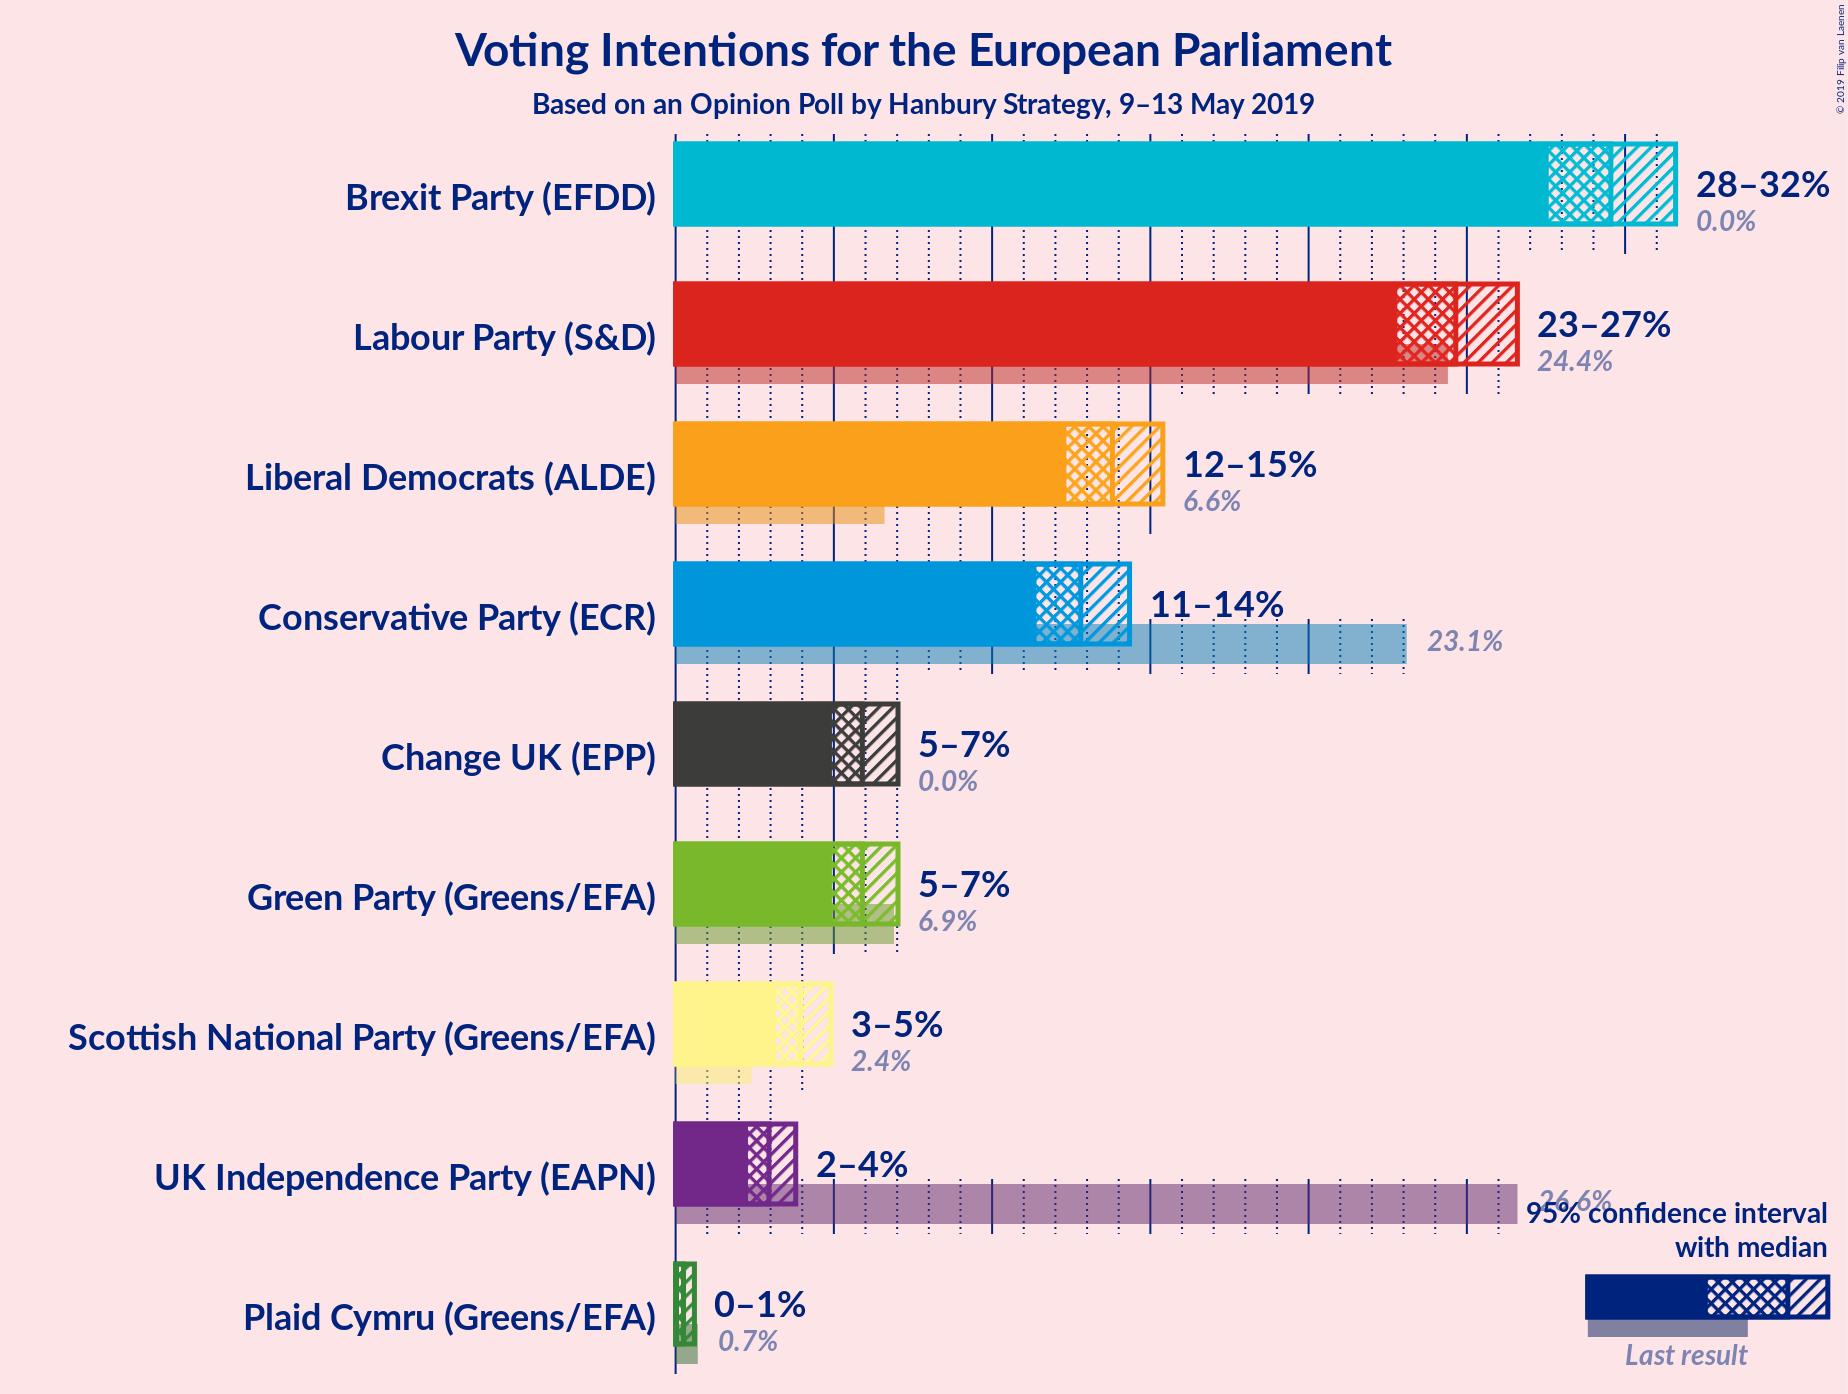 Voting Intentions for the European Parliament
Based on an Opinion Poll by Hanbury Strategy, 9–13 May 2019
© 2019 Filip van Laenen
Brexit Party (EFDD)
28–32%
0.0%
Labour Party (S&D)
23–27%
24.4%
Liberal Democrats (ALDE)
12–15%
6.6%
Conservative Party (ECR)
11–14%
23.1%
Change UK (EPP)
5–7%
0.0%
Green Party (Greens/EFA)
5–7%
6.9%
Scottish National Party (Greens/EFA)
3–5%
2.4%
UK Independence Party (EAPN)
2–4%
26.6%
Plaid Cymru (Greens/EFA)
0–1%
0.7%
95% confidence interval
with median
Last result